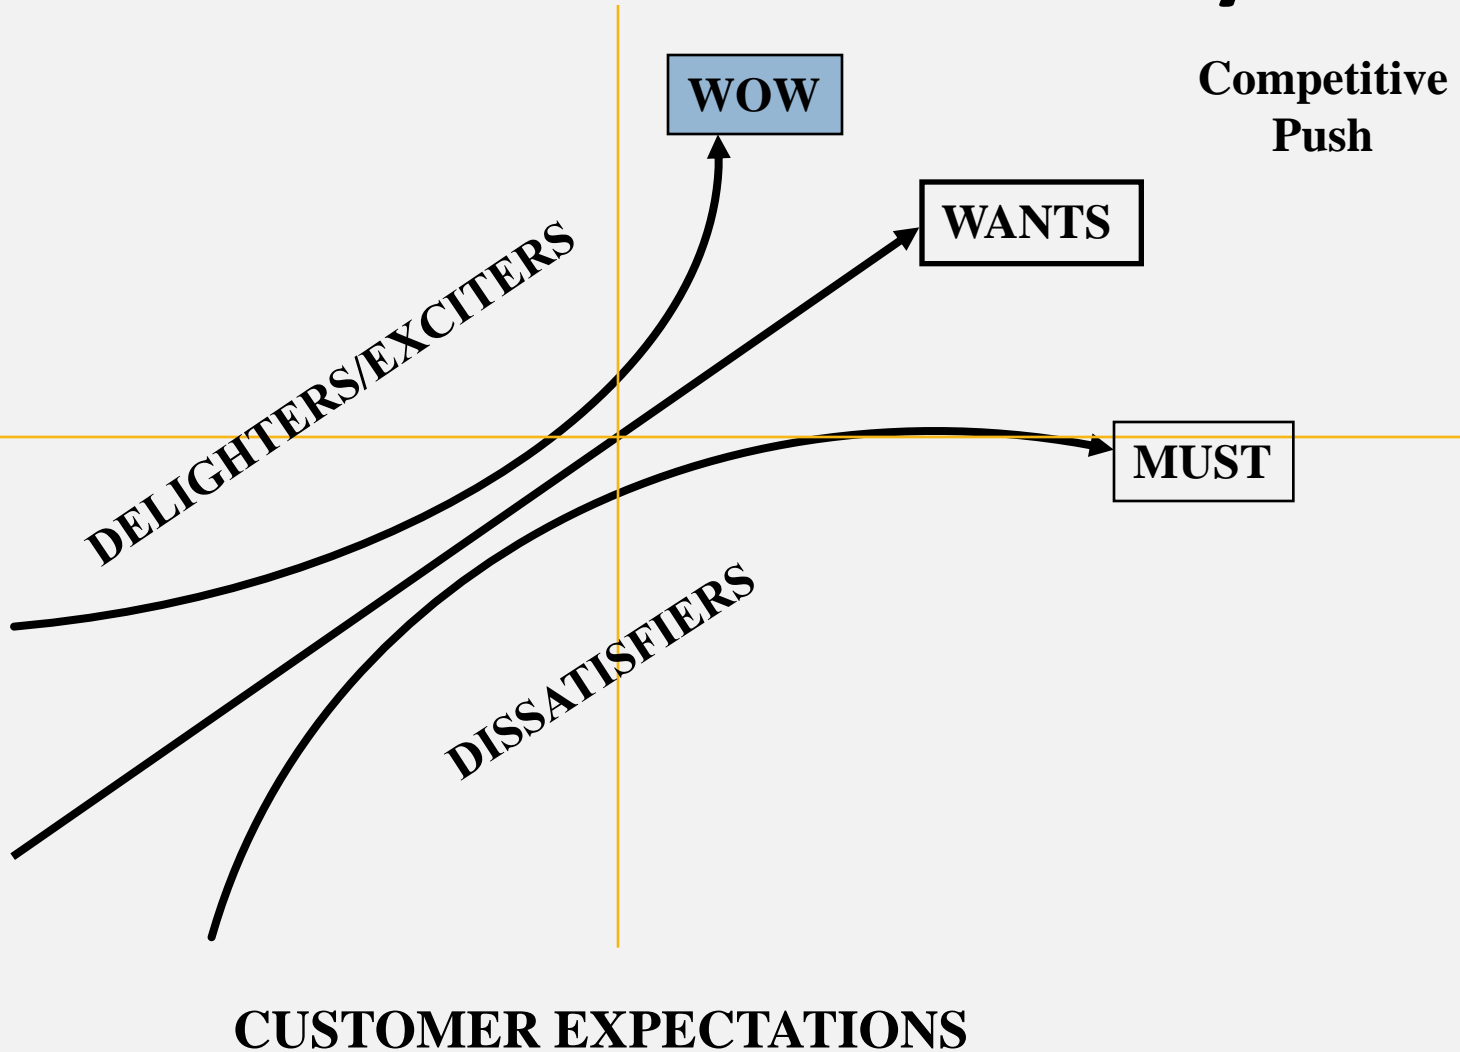 WOW
Competitive
Push
WANTS
DELIGHTERS/EXCITERS
MUST
DISSATISFIERS
CUSTOMER EXPECTATIONS